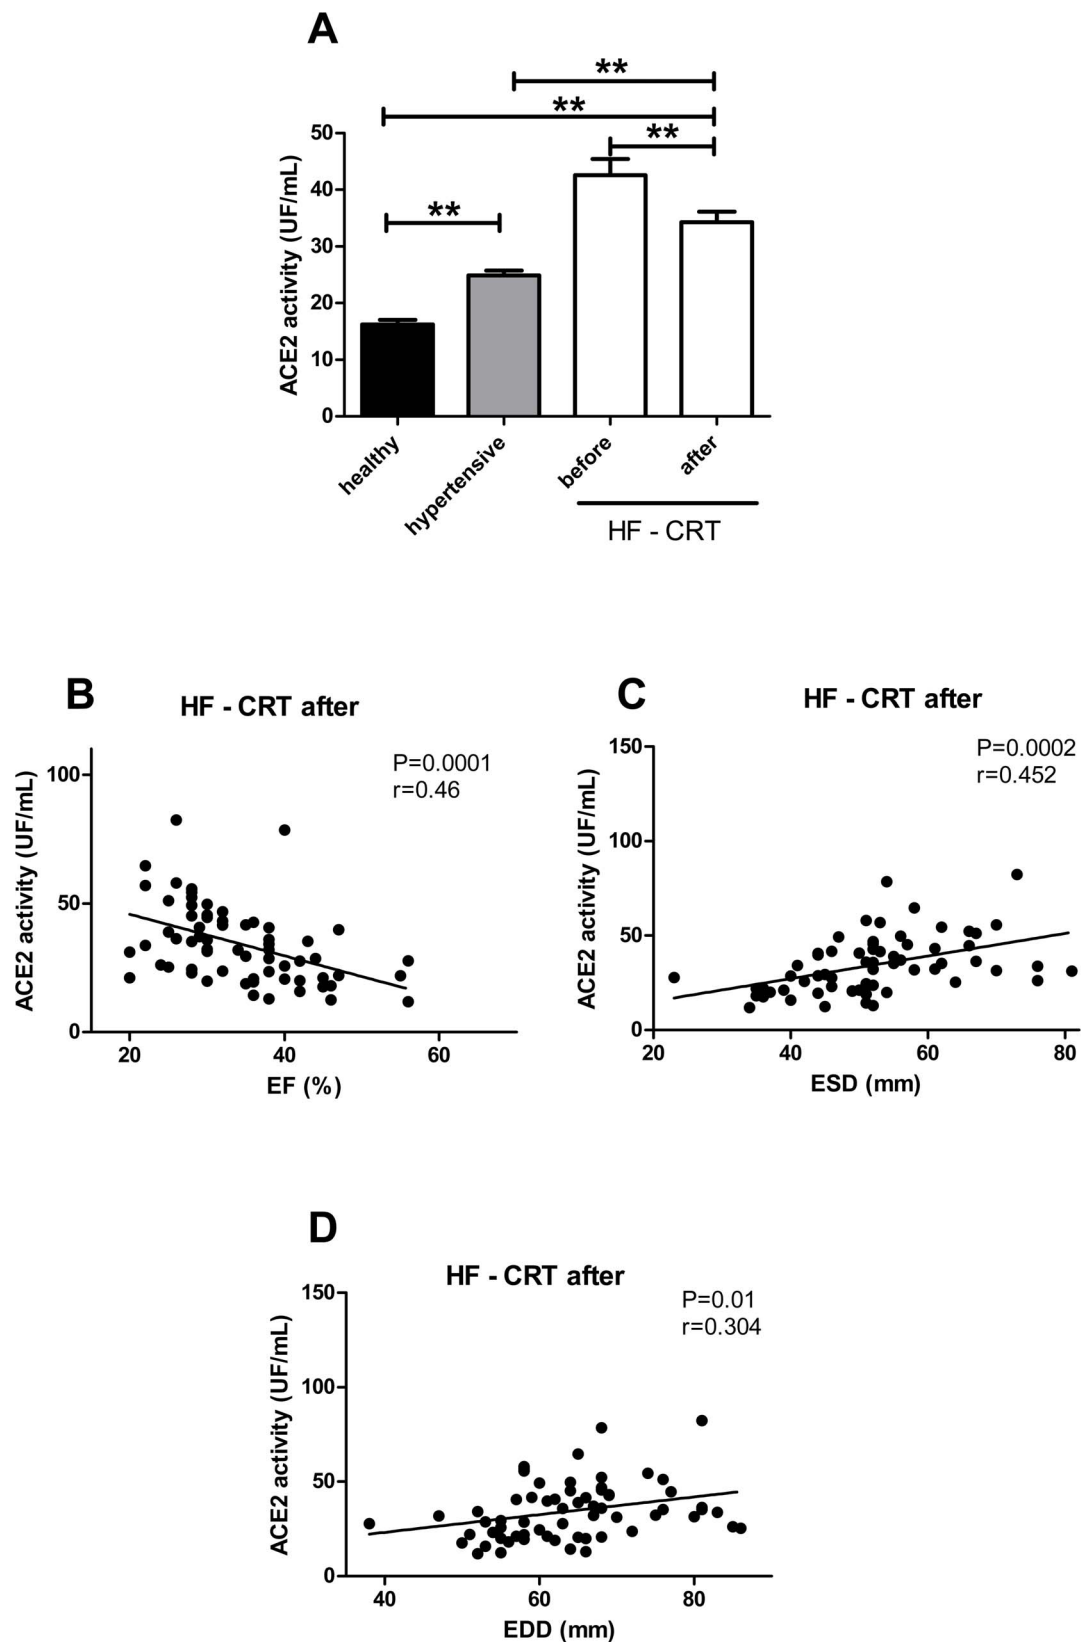 A
**
**
**
**
ACE2 activity (UF/mL)
50
40
30
20
10
0
healthy
hypertensive
before
after
HF - CRT
B
HF - CRT after
P=0.0001
r=0.46
ACE2 activity (UF/mL)
100
50
0
20 40 60
EF (%)
C
HF - CRT after
P=0.0002
r=0.452
ACE2 activity (UF/mL)
150
100
50
0
20 40 60 80
ESD (mm)
D
HF - CRT after
P=0.01
r=0.304
ACE2 activity (UF/mL)
150
100
50
0
40 60 80
EDD (mm)